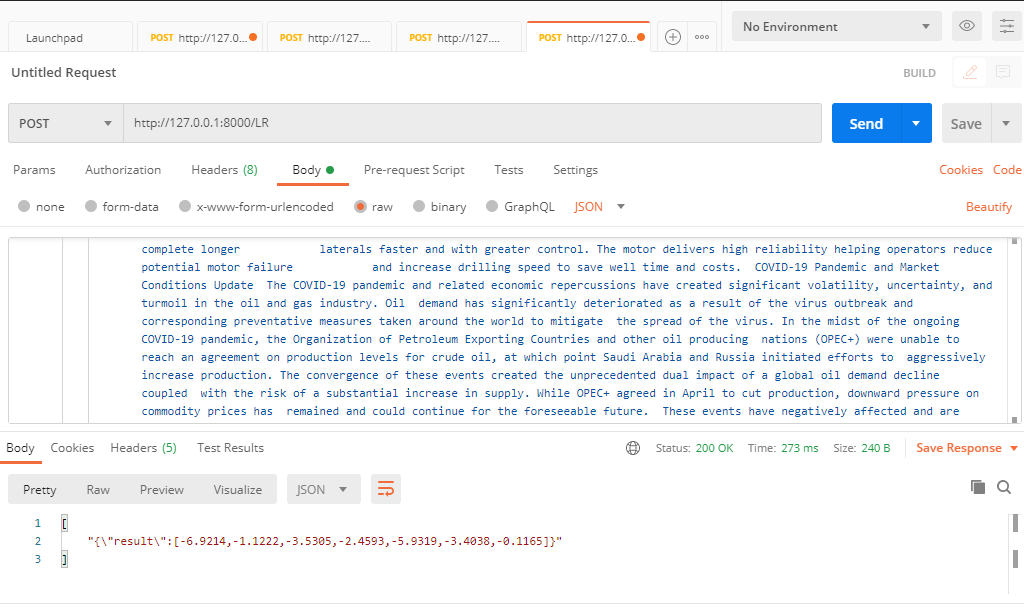 Launchpad POST http://127.0... POST http://127.... POST http://127.... POST http://127.0... No Environment
Untitled Request BUILD
POST http://127.0.0.1:8000/LR Send Save
Params Authorization Headers (8) Body Pre-request Script Tests Settings Cookies Code
none form-data x-www-form-urlencoded raw binary GraphQL JSON Beautify
complete longer laterals faster and with greater control. The motor delivers high reliability helping operators reduce
potential motor failure and increase drilling speed to save well time and costs. COVID-19 Pandemic and Market
Conditions Update The COVID-19 pandemic and related economic repercussions have created significant volatility, uncertainty, and
turmoil in the oil and gas industry. Oil demand has significantly deteriorated as a result of the virus outbreak and
corresponding preventative measures taken around the world to mitigate the spread of the virus. In the midst of the ongoing
COVID-19 pandemic, the Organization of Petroleum Exporting Countries and other oil producing nations (OPEC+) were unable to
reach an agreement on production levels for crude oil, at which point Saudi Arabia and Russia initiated efforts to aggressively
increase production. The convergence of these events created the unprecedented dual impact of a global oil demand decline
coupled with the risk of a substantial increase in supply. While OPEC+ agreed in April to cut production, downward pressure on
commodity prices has remained and could continue for the foreseeable future. These events have negatively affected and are
Body Cookies Headers (5) Test Results Status: 200 OK Time: 273 ms Size: 240 B Save Response
Pretty Raw Preview Visualize JSON
1 [
2 "{\"result\":[-6.9214,-1.1222,-3.5305,-2.4593,-5.9319,-3.4038,-0.1165]}"
3 ]